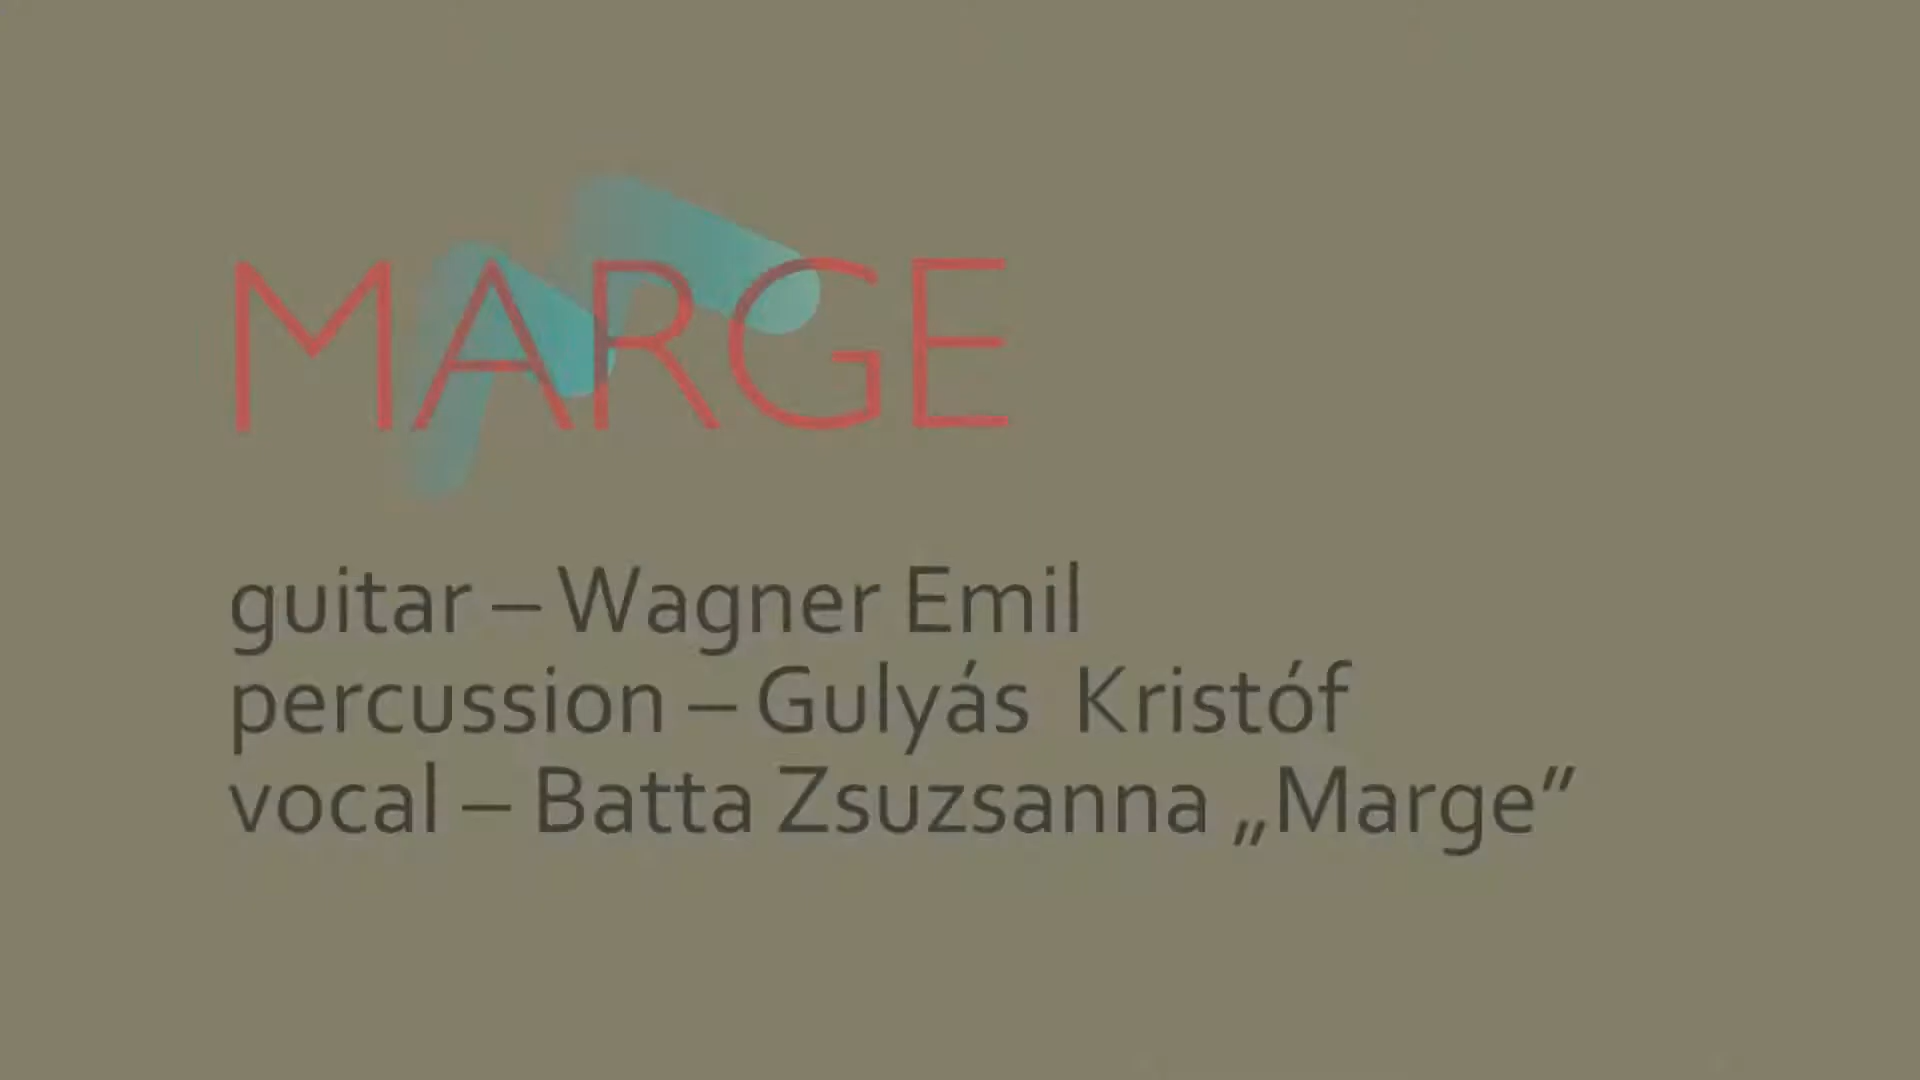 MARGE
guitar – Wagner Emil
percussion – Gulyás Kristóf
vocal – Batta Zsuzsanna „Marge”